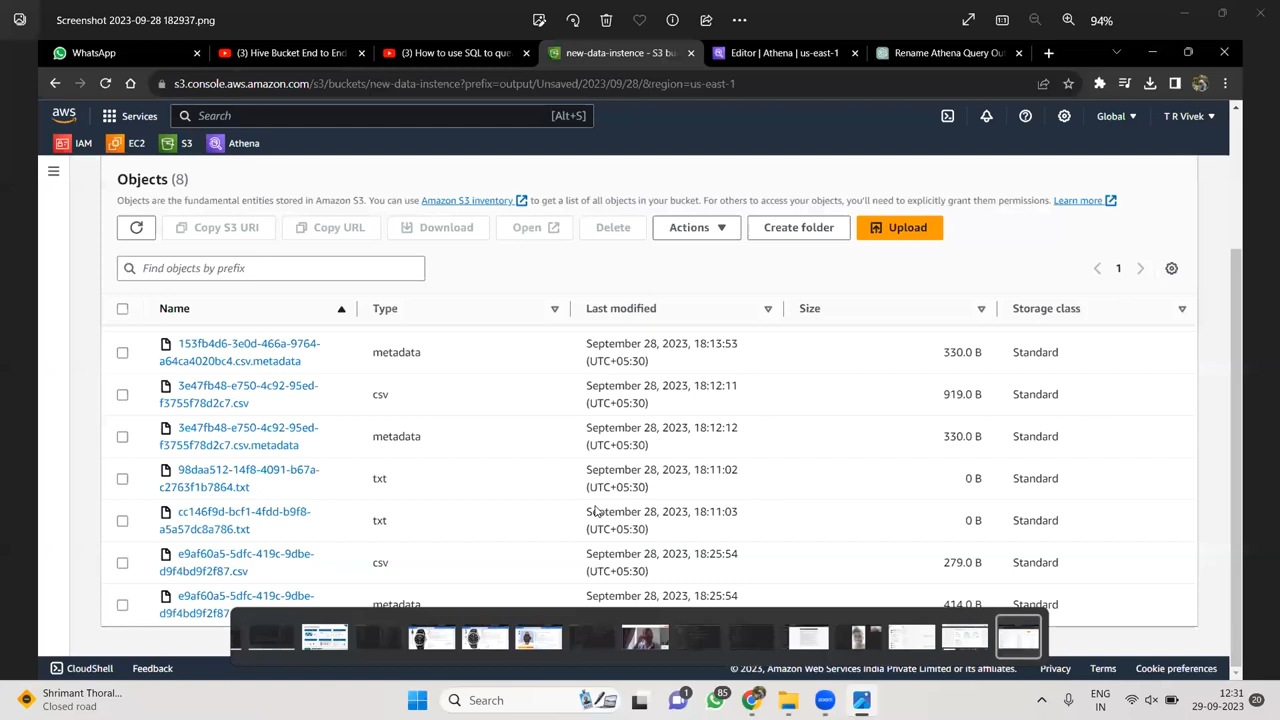 Screenshot 2023-09-28 182937.png
94%
WhatsApp
(3) Hive Bucket End to End
(3) How to use SQL to que
new-data-instence - S3 bu
Editor | Athena | us-east-1
Rename Athena Query Out
s3.console.aws.amazon.com/s3/buckets/new-data-instence?prefix=output/Unsaved/2023/09/28/&region=us-east-1
aws
Services
Search
[Alt+S]
Global
T R Vivek
IAM
EC2
S3
Athena
Objects (8)
Objects are the fundamental entities stored in Amazon S3. You can use Amazon S3 inventory to get a list of all objects in your bucket. For others to access your objects, you'll need to explicitly grant them permissions. Learn more
Copy S3 URI
Copy URL
Download
Open
Delete
Actions
Create folder
Upload
Find objects by prefix
1
Name
Type
Last modified
Size
Storage class
153fb4d6-3e0d-466a-9764-
a64ca4020bc4.csv.metadata
metadata
September 28, 2023, 18:13:53
(UTC+05:30)
330.0 B
Standard
3e47fb48-e750-4c92-95ed-
f3755f78d2c7.csv
csv
September 28, 2023, 18:12:11
(UTC+05:30)
919.0 B
Standard
3e47fb48-e750-4c92-95ed-
f3755f78d2c7.csv.metadata
metadata
September 28, 2023, 18:12:12
(UTC+05:30)
330.0 B
Standard
98daa512-14f8-4091-b67a-
c2763f1b7864.txt
txt
September 28, 2023, 18:11:02
(UTC+05:30)
0 B
Standard
cc146f9d-bcf1-4fdd-b9f8-
a5a57dc8a786.txt
txt
September 28, 2023, 18:11:03
(UTC+05:30)
0 B
Standard
e9af60a5-5dfc-419c-9dbe-
d9f4bd9f2f87.csv
csv
September 28, 2023, 18:25:54
(UTC+05:30)
279.0 B
Standard
e9af60a5-5dfc-419c-9dbe-
d9f4bd9f2f87
metadata
September 28, 2023, 18:25:54
414.0 B
Standard
CloudShell
Feedback
© 2023, Amazon Web Services India Private Limited or its affiliates.
Privacy
Terms
Cookie preferences
Shrimant Thoral...
Closed road
Search
1
85
ENG
IN
12:31
29-09-2023
20